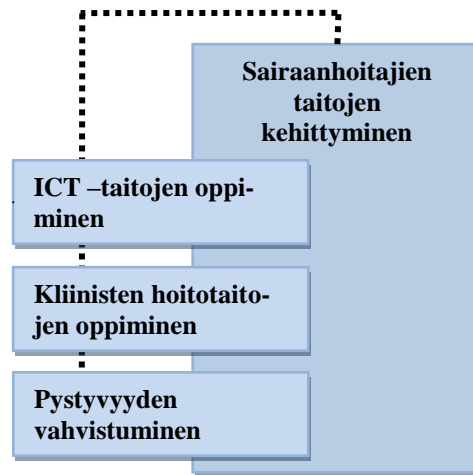 Sairaanhoitajien
taitojen
kehittyminen
ICT –taitojen oppi-
minen
Kliinisten hoitotaito-
jen oppiminen
Pystyvyyden
vahvistuminen